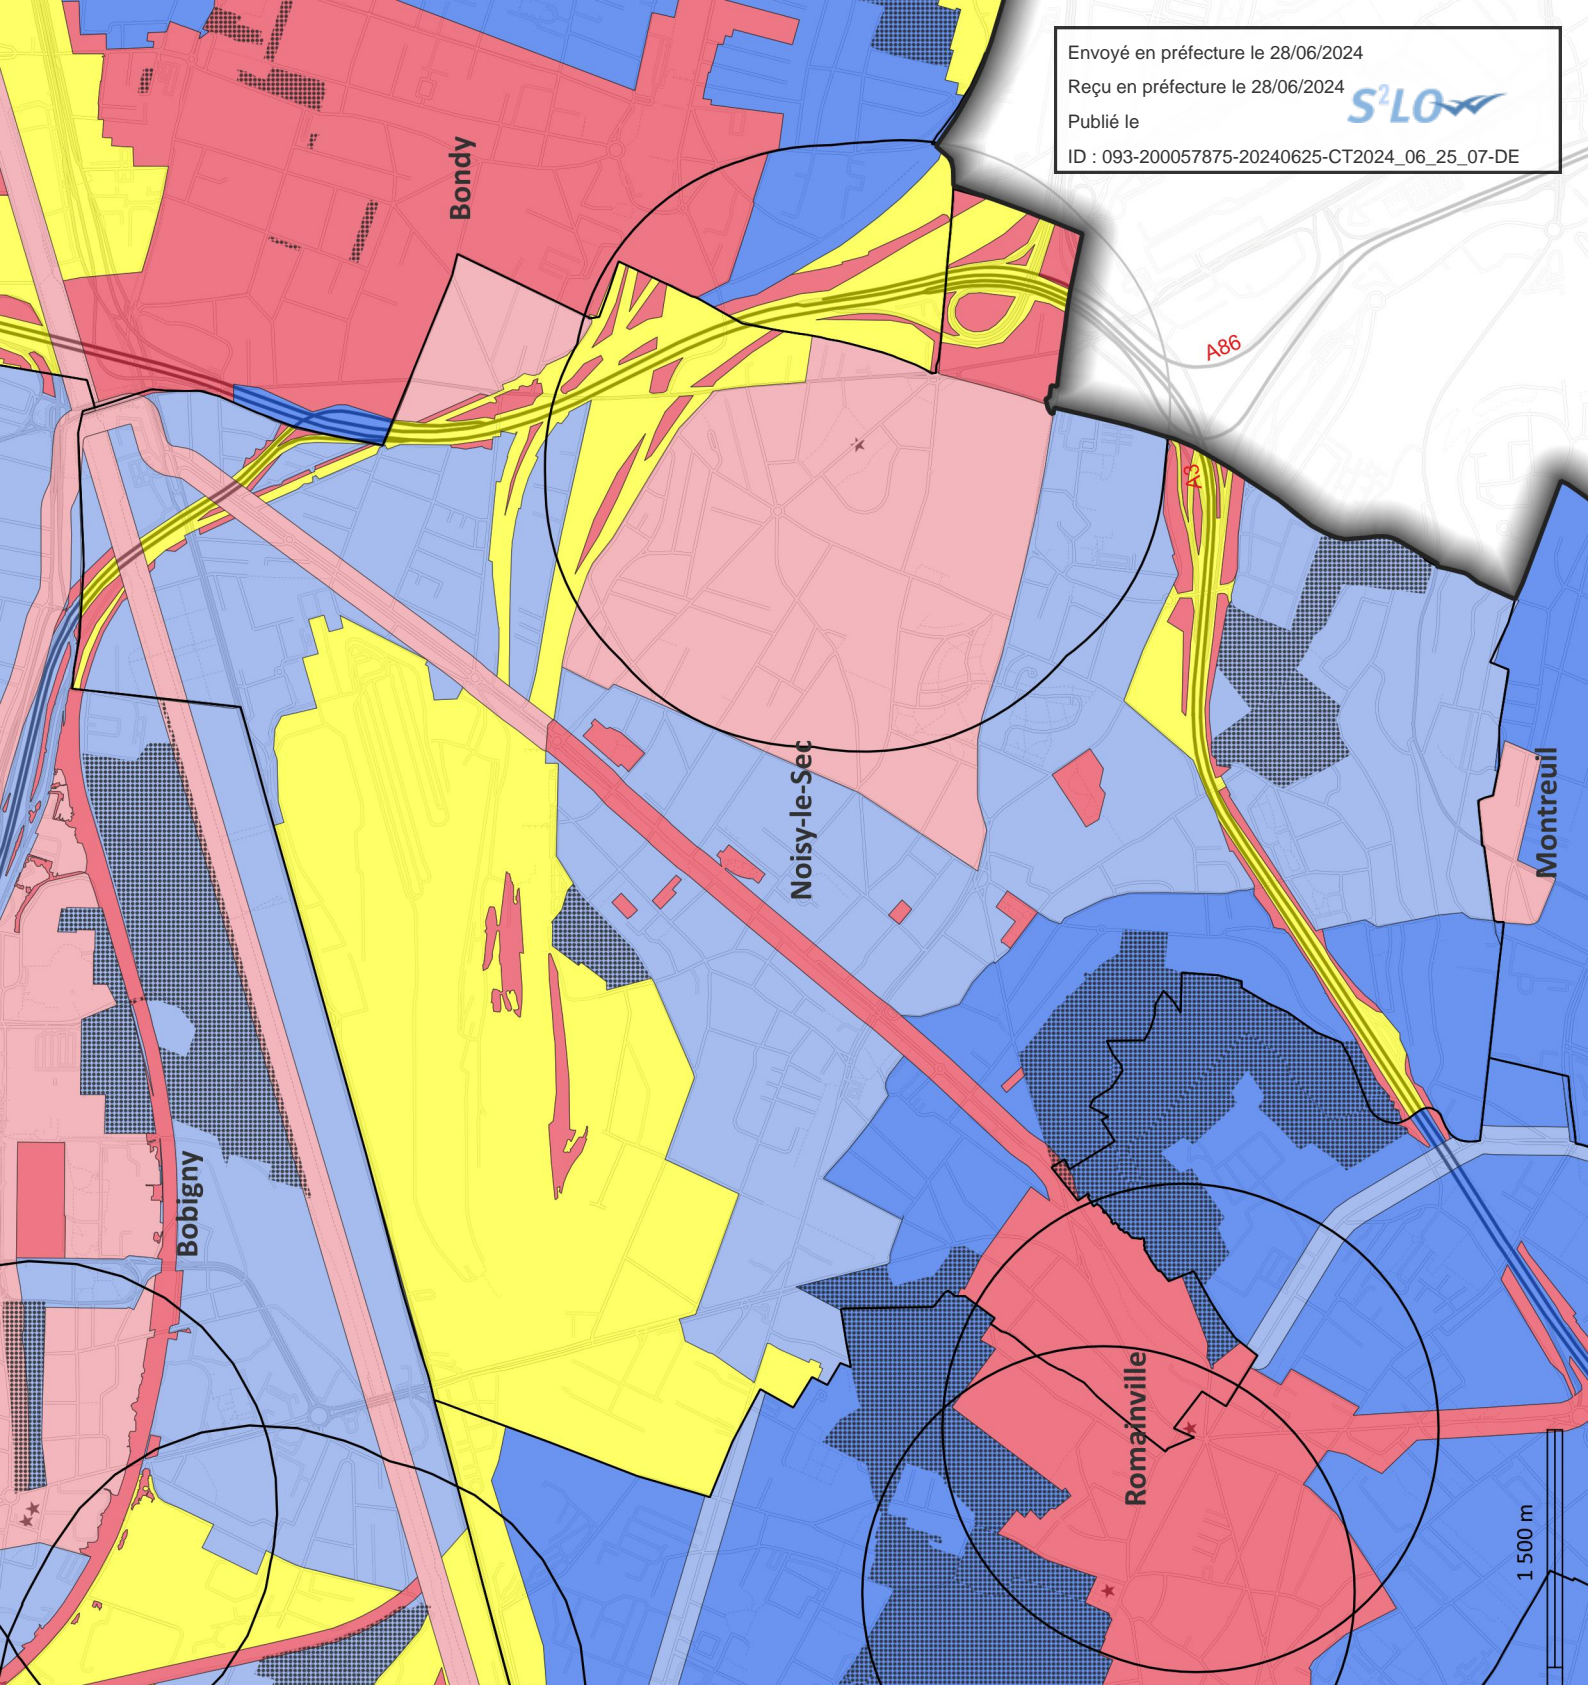 Envoyé en préfecture le 28/06/2024
Reçu en préfecture le 28/06/2024
Publié le
S²LO
ID : 093-200057875-20240625-CT2024_06_25_07-DE
Bondy
A86
A3
Noisy-le-Sec
Montreuil
Bobigny
Romainville
1 500 m